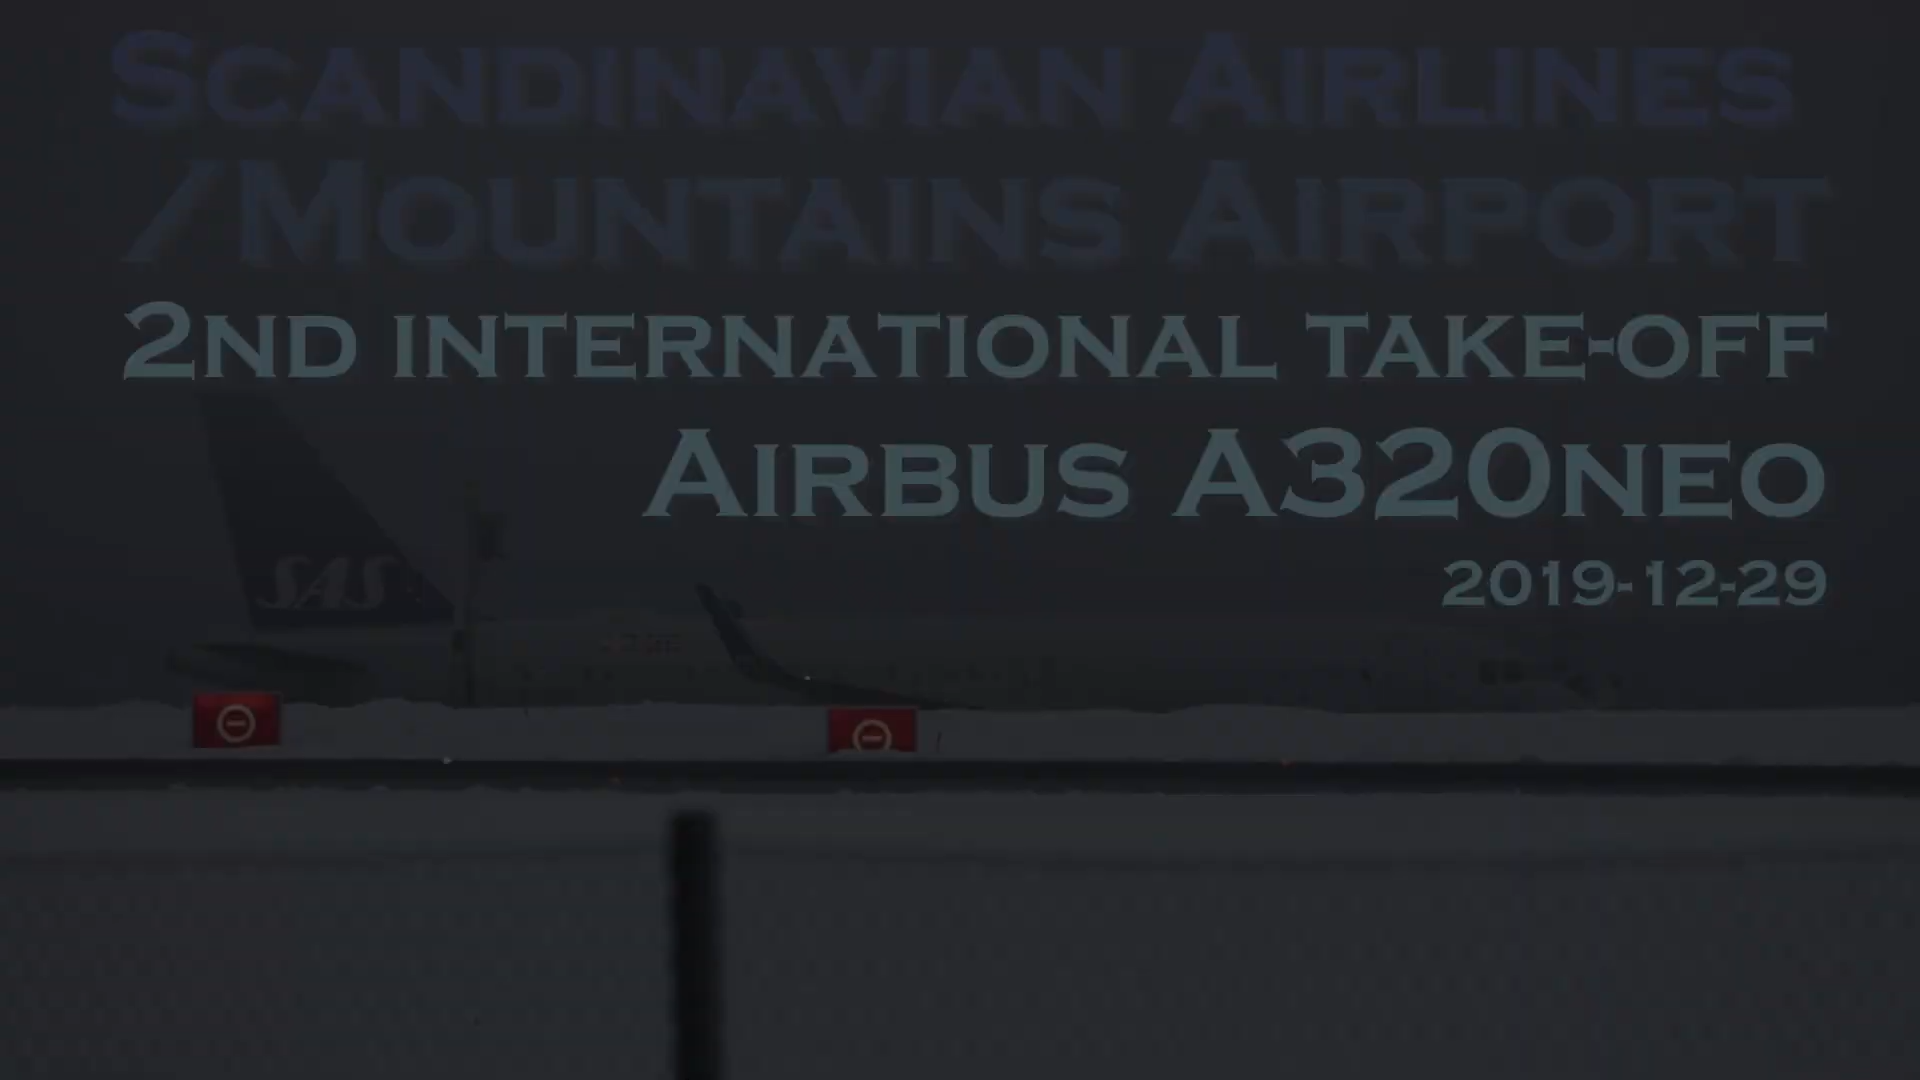 Scandinavian Airlines
/Mountains Airport
2nd international take-off
Airbus A320neo
2019-12-29
SAS